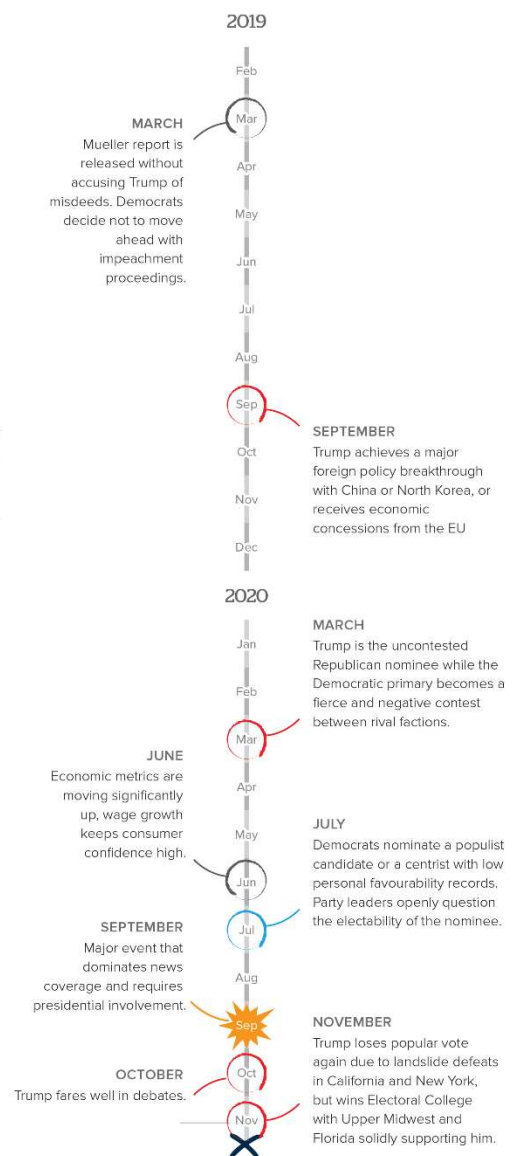 2019
Feb
Mar
MARCH
Mueller report is
released without
accusing Trump of
misdeeds. Democrats
decide not to move
ahead with
impeachment
proceedings.
Apr
May
Jun
Jul
Aug
Sep
SEPTEMBER
Trump achieves a major
foreign policy breakthrough
with China or North Korea, or
receives economic
concessions from the EU
Oct
Nov
Dec
2020
Jan
Feb
Mar
MARCH
Trump is the uncontested
Republican nominee while the
Democratic primary becomes a
fierce and negative contest
between rival factions.
Apr
May
Jun
JUNE
Economic metrics are
moving significantly
up, wage growth
keeps consumer
confidence high.
Jul
JULY
Democrats nominate a populist
candidate or a centrist with low
personal favourability records.
Party leaders openly question
the electability of the nominee.
Aug
Sep
SEPTEMBER
Major event that
dominates news
coverage and requires
presidential involvement.
Oct
OCTOBER
Trump fares well in debates.
Nov
NOVEMBER
Trump loses popular vote
again due to landslide defeats
in California and New York,
but wins Electoral College
with Upper Midwest and
Florida solidly supporting him.